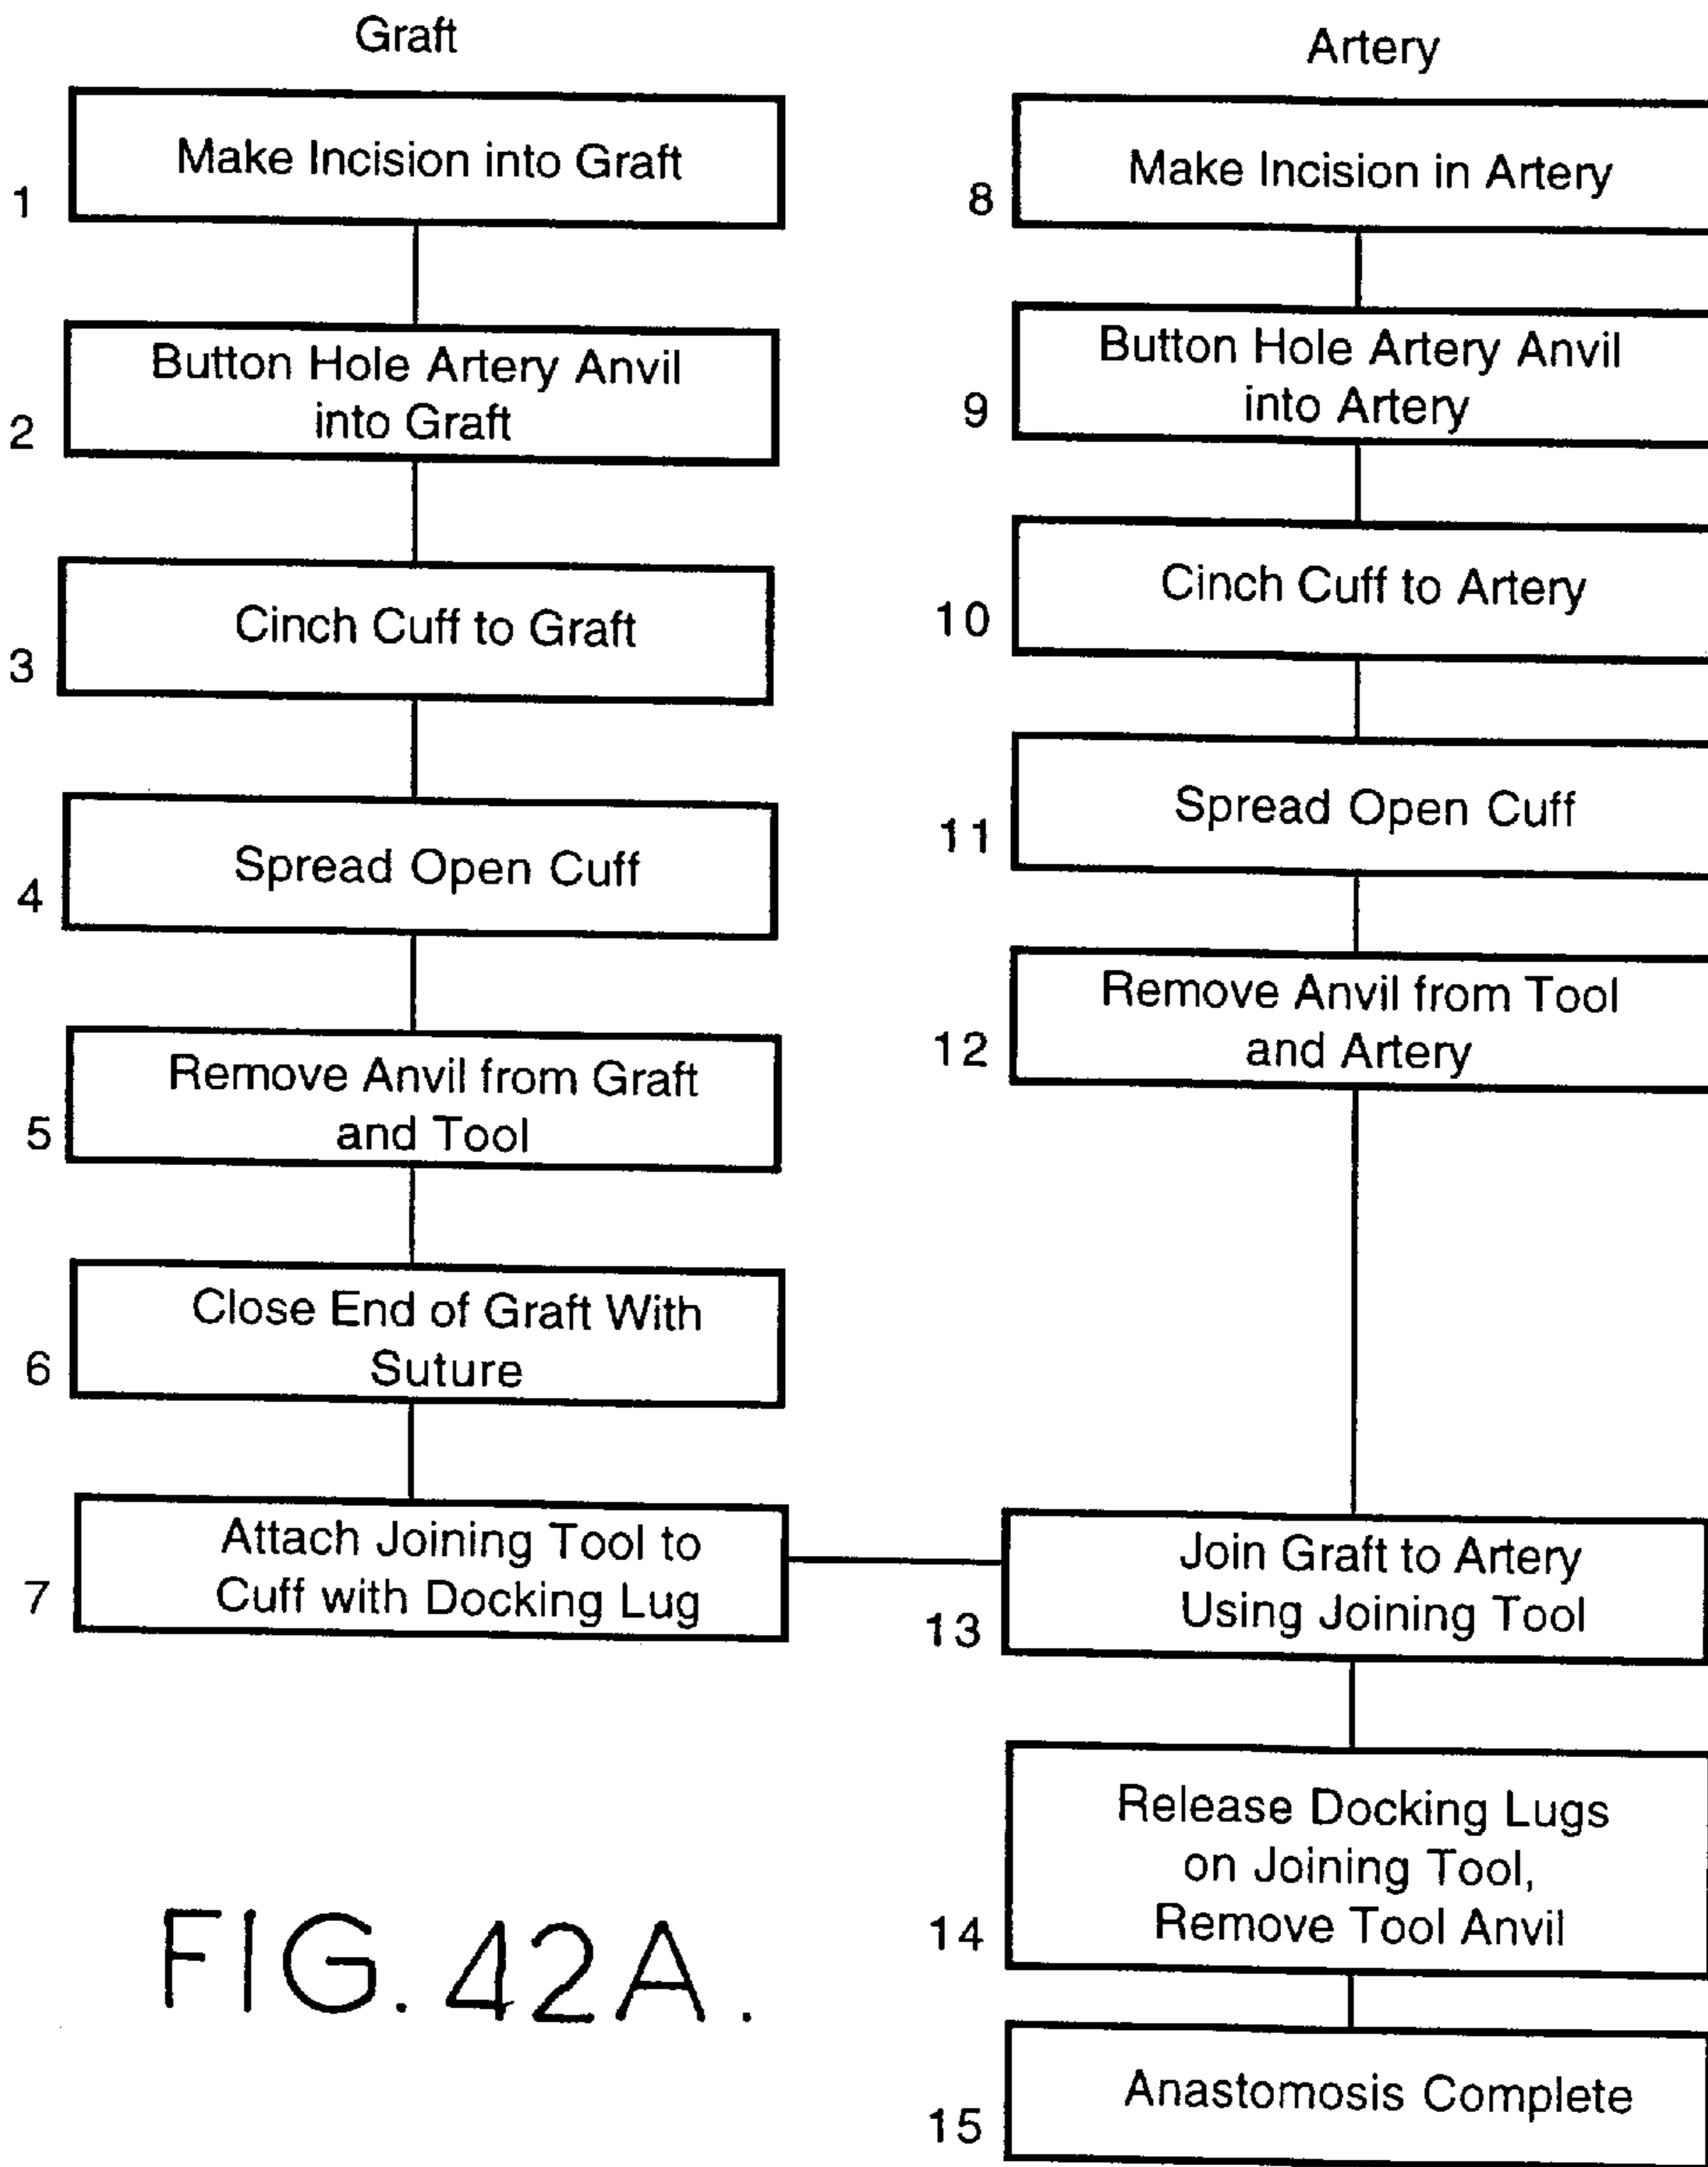 Graft
Make Incision into Graft
1
Button Hole Artery Anvil
into Graft
2
Cinch Cuff to Graft
3
Spread Open Cuff
4
Remove Anvil from Graft
and Tool
5
Close End of Graft With
Suture
6
Attach Joining Tool to
Cuff with Docking Lug
7
Artery
Make Incision in Artery
8
Button Hole Artery Anvil
into Artery
9
Cinch Cuff to Artery
10
Spread Open Cuff
11
Remove Anvil from Tool
and Artery
12
Join Graft to Artery
Using Joining Tool
13
Release Docking Lugs
on Joining Tool,
Remove Tool Anvil
14
Anastomosis Complete
15
FIG. 42A.